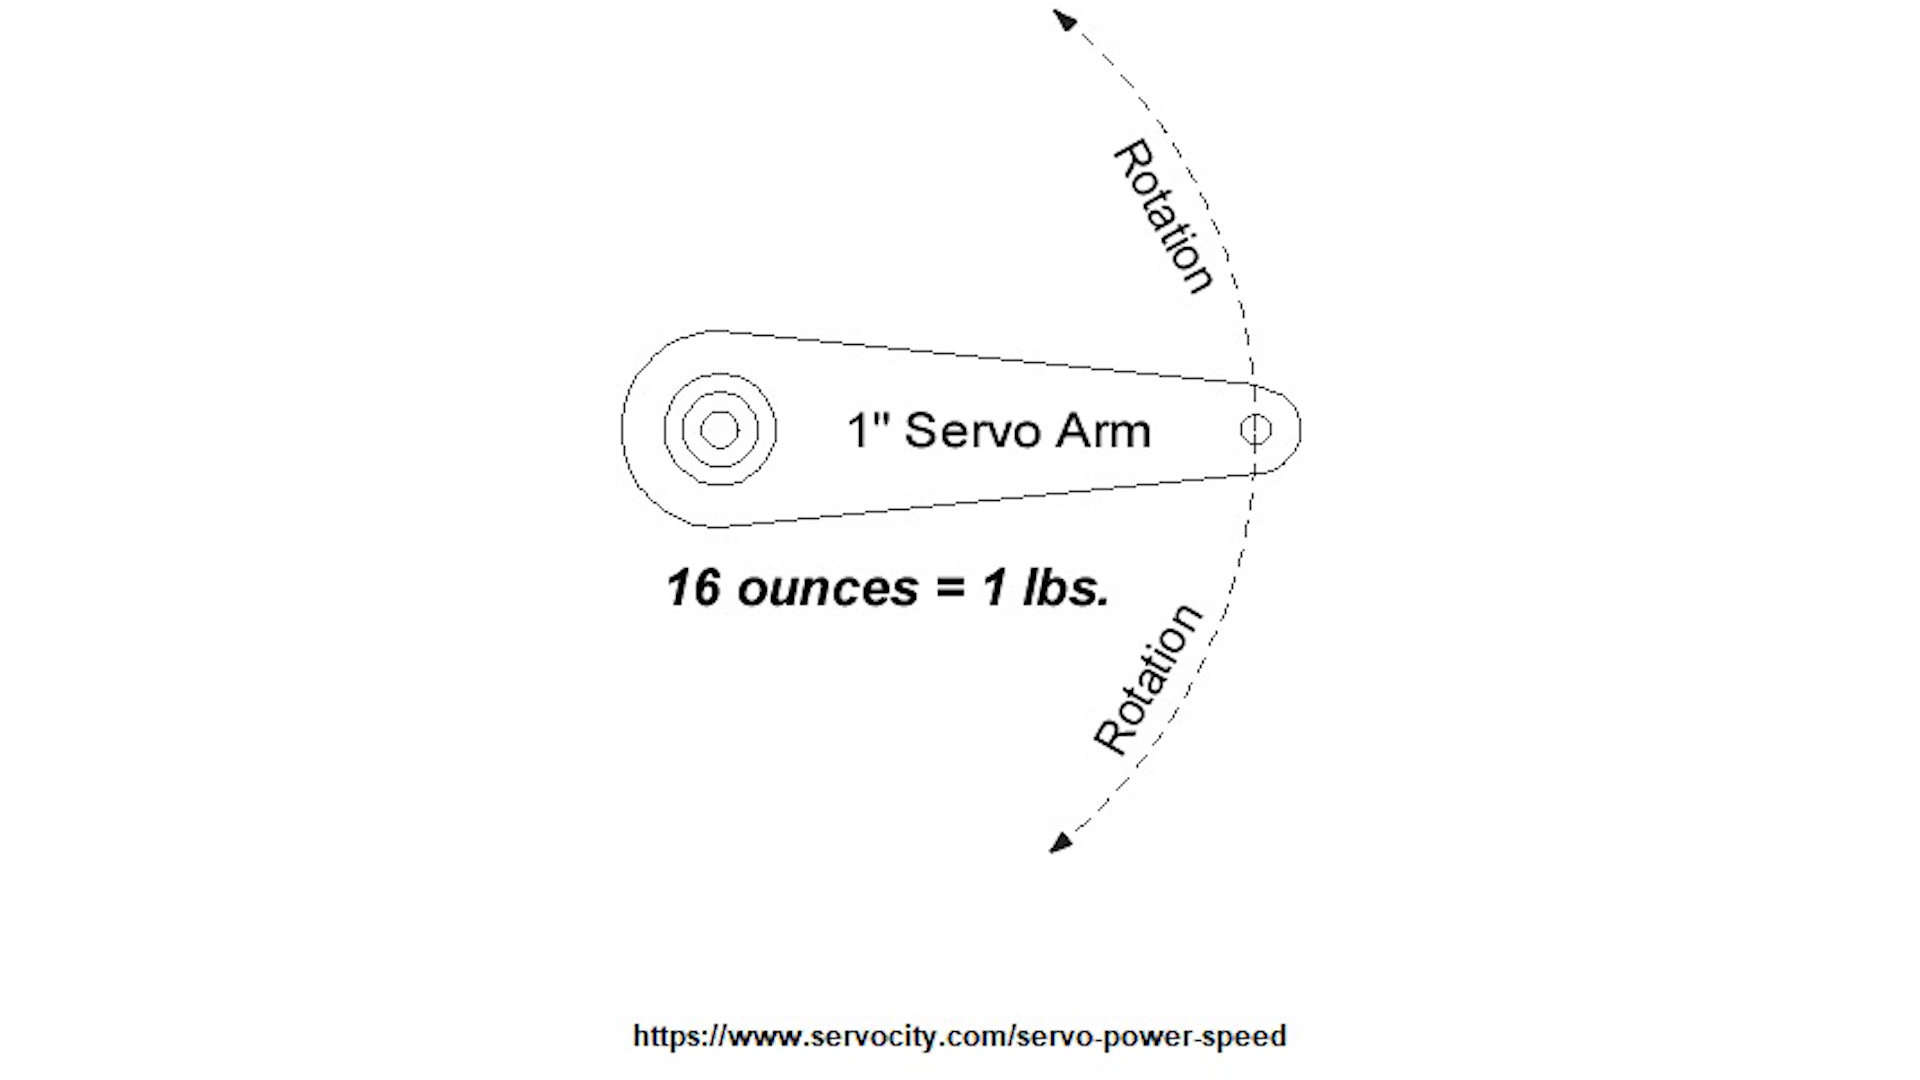 Rotation
1" Servo Arm
16 ounces = 1 lbs.
Rotation
https://www.servocity.com/servo-power-speed